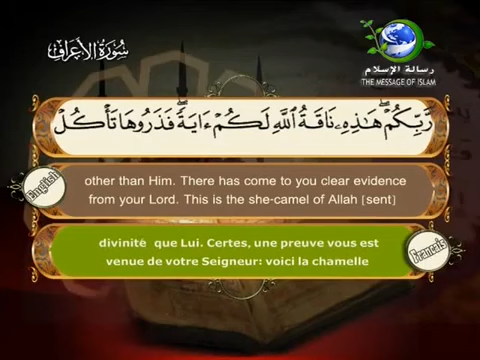 سُورَةُ الأَعْرَافِ
رسالة الإسلام
THE MESSAGE OF ISLAM
رَّبِّكُمْ ۖ هَٰذِهِۦ نَاقَةُ ٱللَّهِ لَكُمْ ءَايَةً ۖ فَذَرُوهَا تَأْكُلْ
English
other than Him. There has come to you clear evidence
from your Lord. This is the she-camel of Allah [sent]
divinité que Lui. Certes, une preuve vous est
venue de votre Seigneur: voici la chamelle
Francais